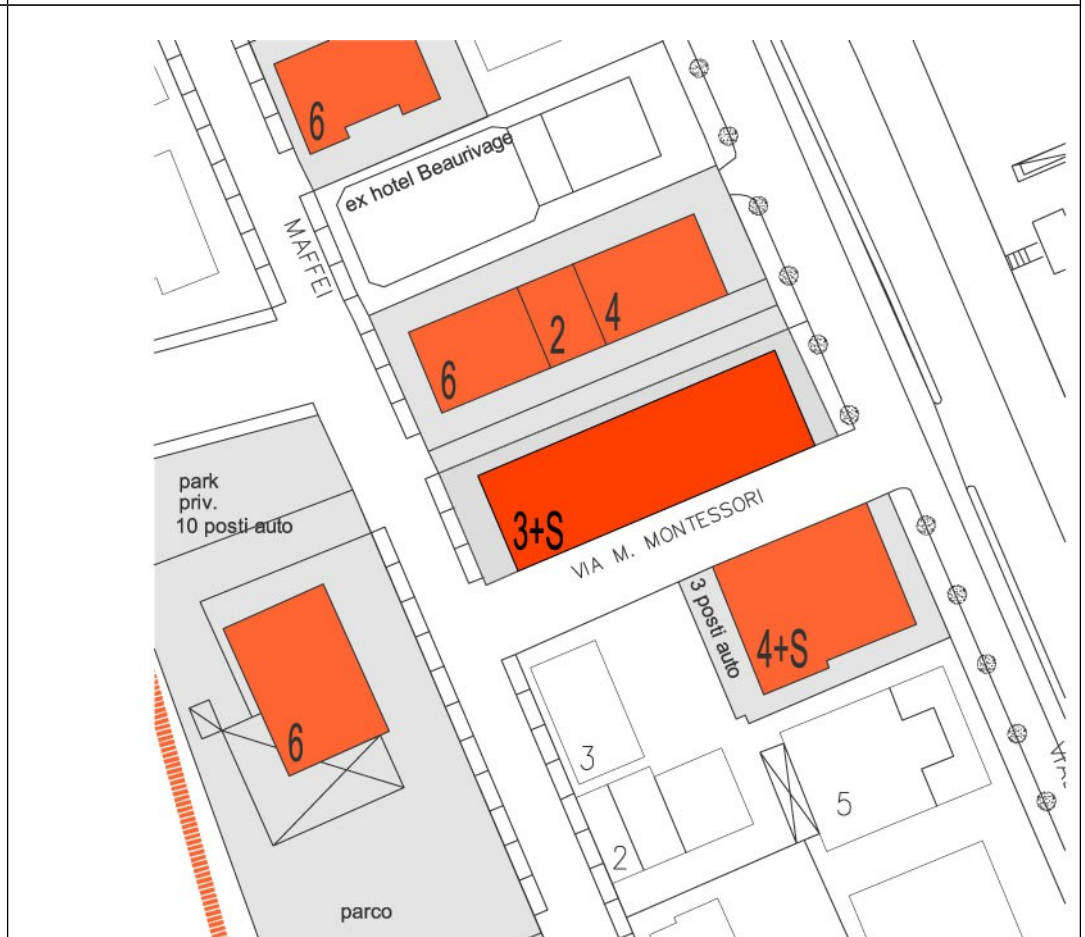 6
ex hotel Beaurivage
MAFFEI
6
2
4
park
priv.
10 posti auto
3+S
VIA M. MONTESSORI
3 posti auto
4+S
6
3
5
2
parco